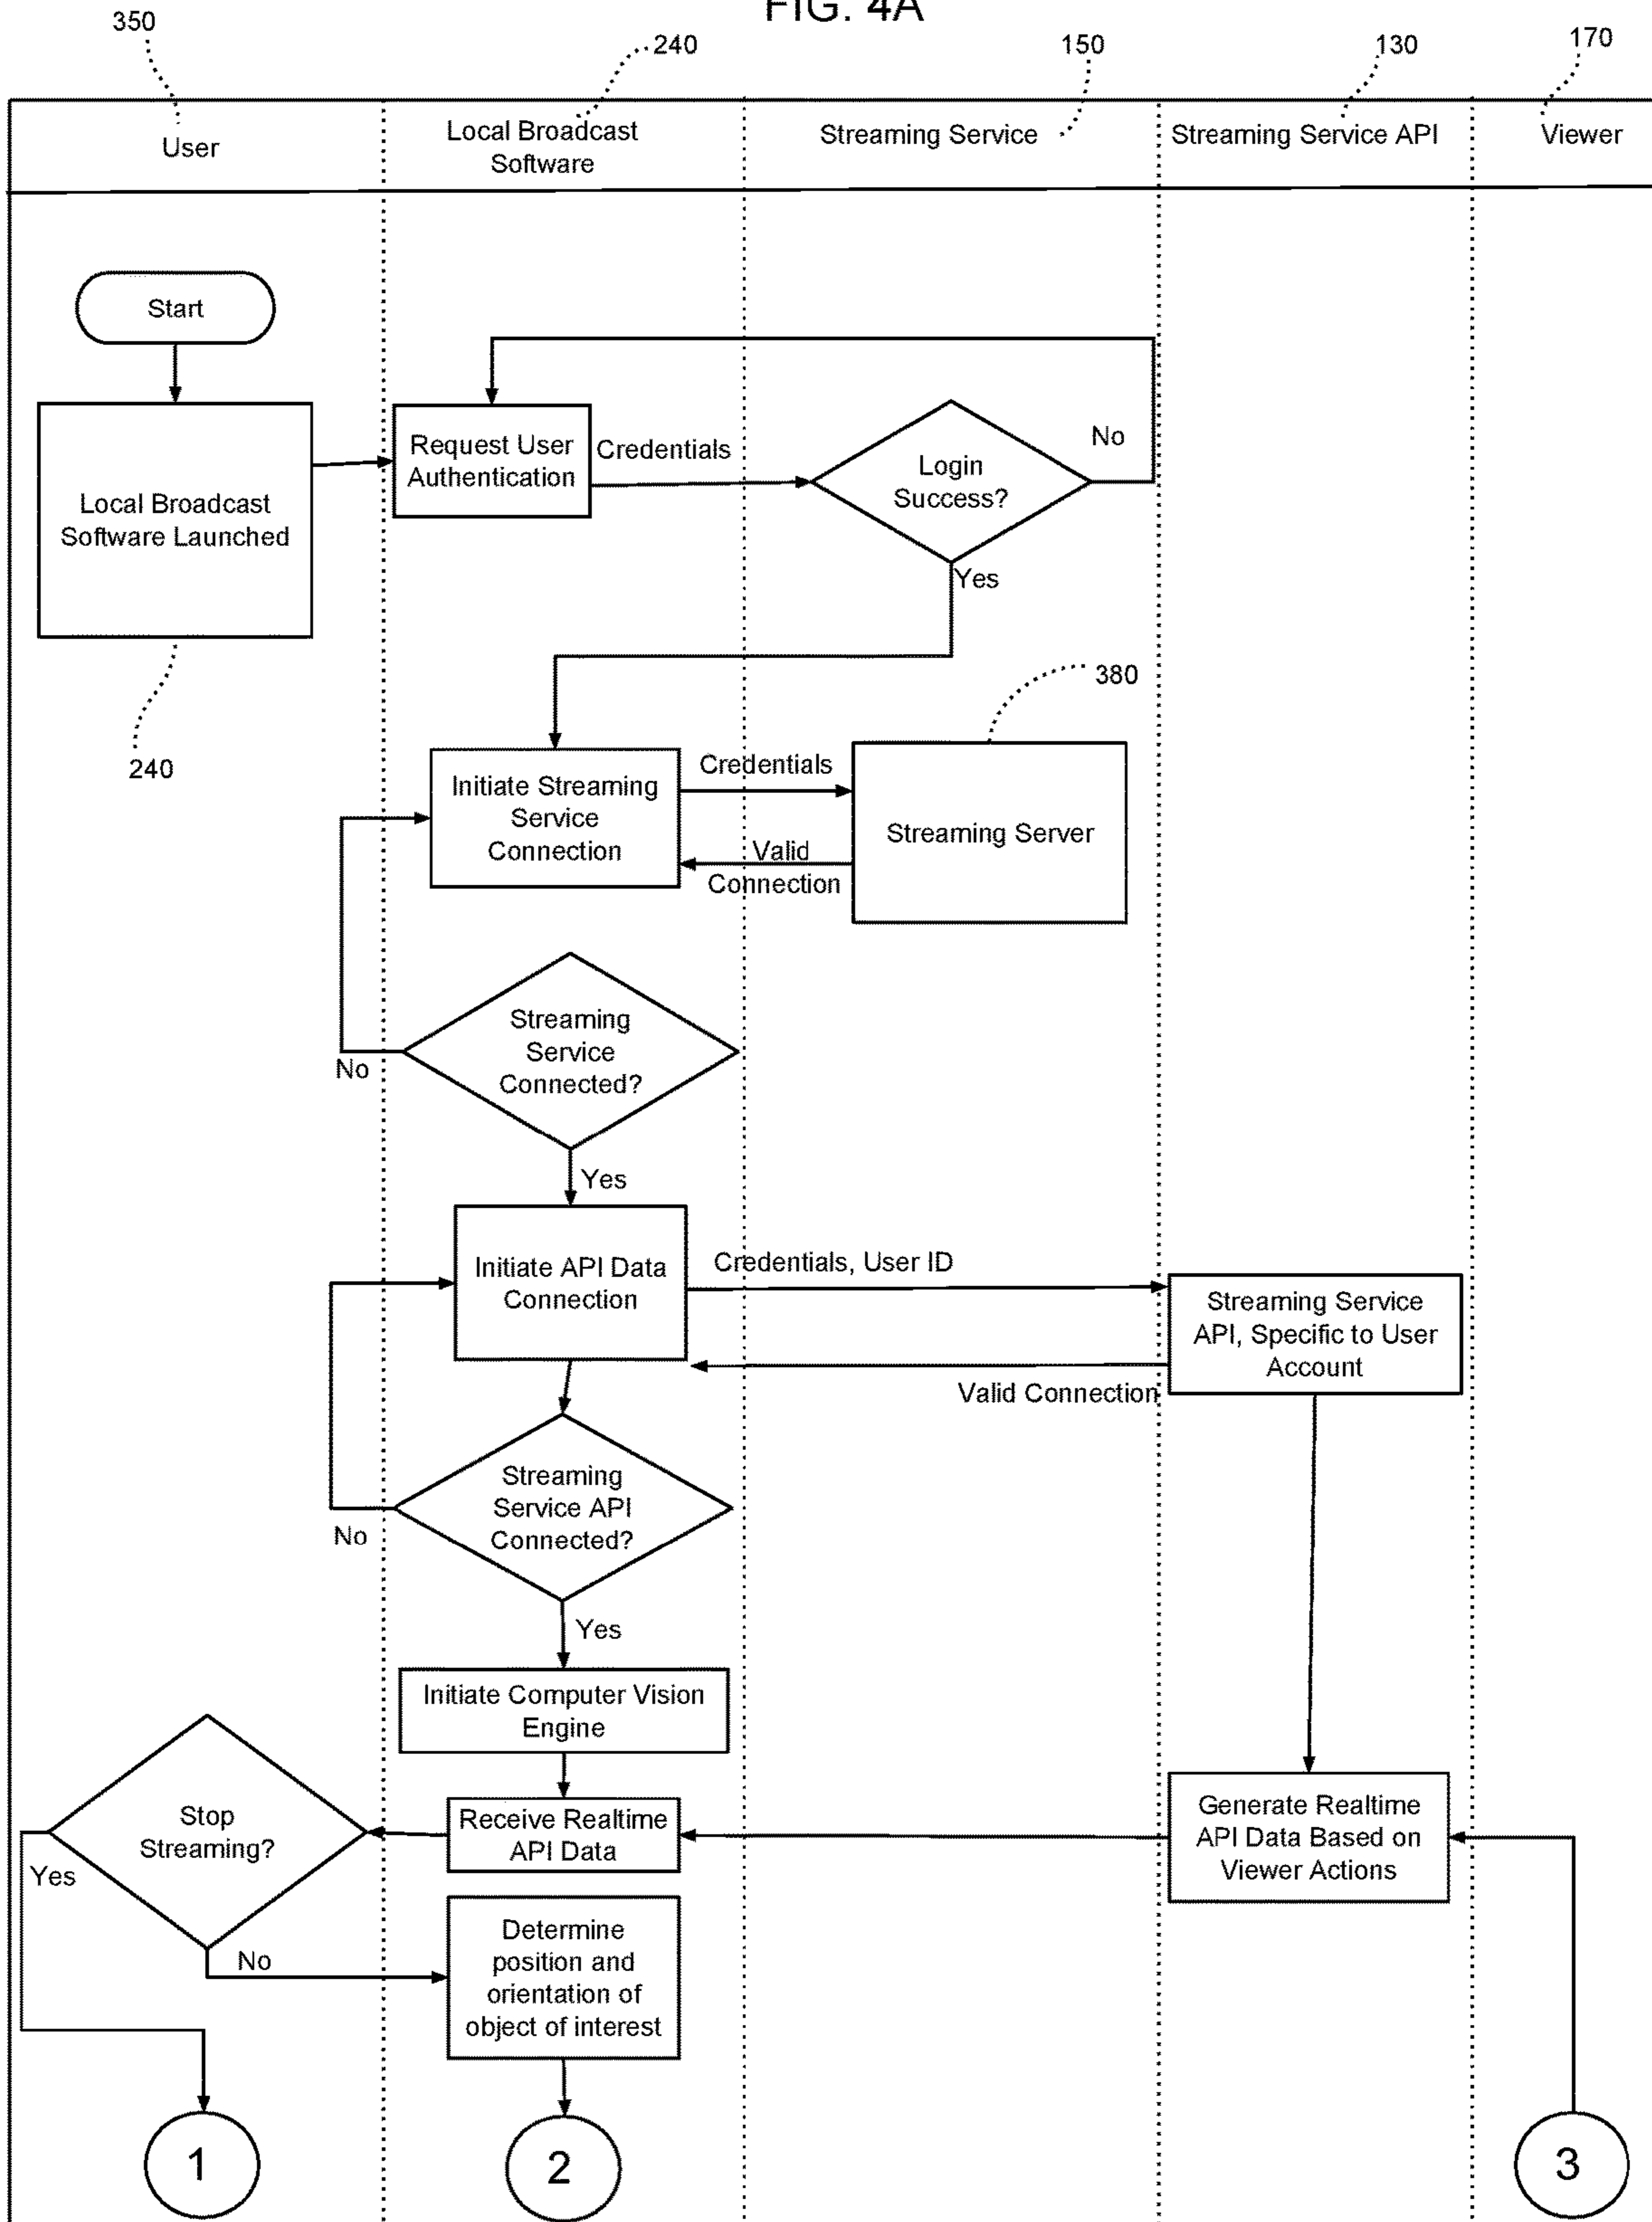 FIG. 4A
350
240
150
130
170
User
Local Broadcast
Software
Streaming Service
Streaming Service API
Viewer
Start
Local Broadcast
Software Launched
240
Request User
Authentication
Credentials
Login
Success?
No
Yes
380
Initiate Streaming
Service
Connection
Credentials
Valid
Connection
Streaming Server
Streaming
Service
Connected?
No
Yes
Initiate API Data
Connection
Credentials, User ID
Streaming Service
API, Specific to User
Account
Valid Connection
Streaming
Service API
Connected?
No
Yes
Initiate Computer Vision
Engine
Stop
Streaming?
Yes
No
Receive Realtime
API Data
Generate Realtime
API Data Based on
Viewer Actions
Determine
position and
orientation of
object of interest
1
2
3